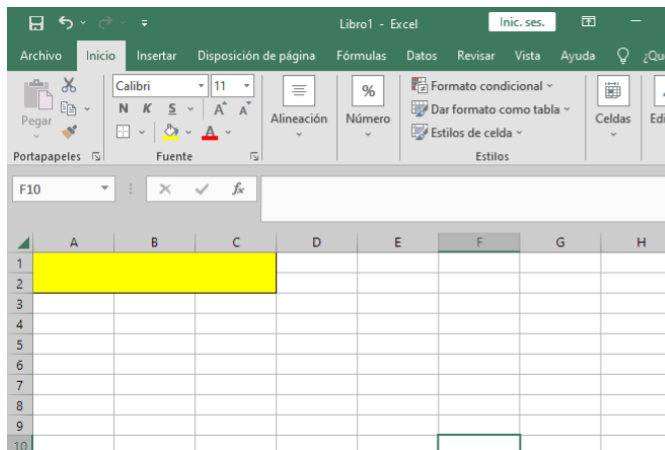 Libro1 - Excel Inic. ses.
Archivo Inicio Insertar Disposición de página Fórmulas Datos Revisar Vista Ayuda ¿Qu
Calibri 11 % Formato condicional
N K S A A Dar formato como tabla
Pegar A Alineación Número Estilos de celda Celdas Edi
Portapapeles Fuente Estilos
F10 fx
A B C D E F G H
1
2
3
4
5
6
7
8
9
10